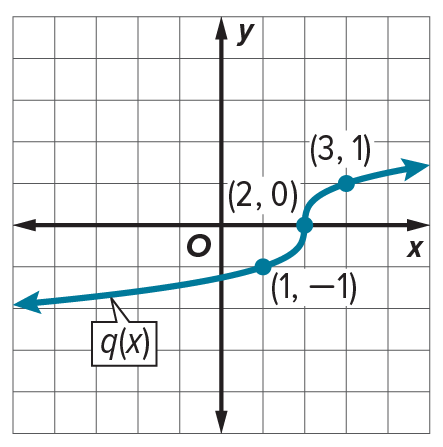 y
(3, 1)
(2, 0)
O
x
(1, −1)
q(x)